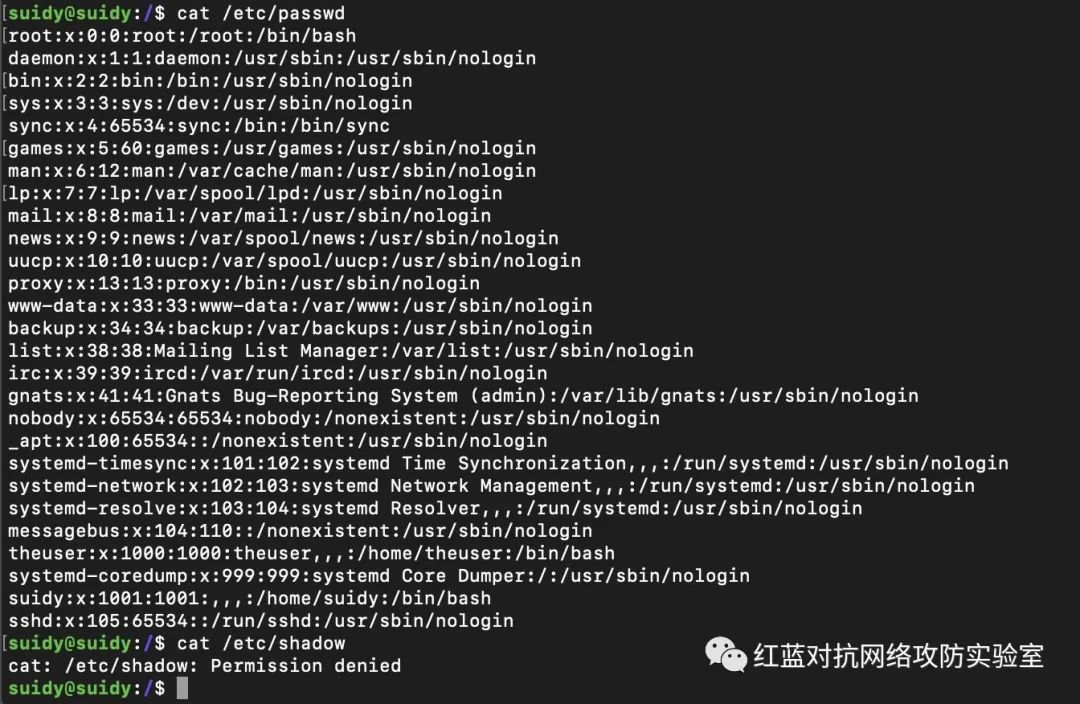 suidy@suidy:/$ cat /etc/passwd
root:x:0:0:root:/root:/bin/bash
daemon:x:1:1:daemon:/usr/sbin:/usr/sbin/nologin
bin:x:2:2:bin:/bin:/usr/sbin/nologin
sys:x:3:3:sys:/dev:/usr/sbin/nologin
sync:x:4:65534:sync:/bin:/bin/sync
games:x:5:60:games:/usr/games:/usr/sbin/nologin
man:x:6:12:man:/var/cache/man:/usr/sbin/nologin
lp:x:7:7:lp:/var/spool/lpd:/usr/sbin/nologin
mail:x:8:8:mail:/var/mail:/usr/sbin/nologin
news:x:9:9:news:/var/spool/news:/usr/sbin/nologin
uucp:x:10:10:uucp:/var/spool/uucp:/usr/sbin/nologin
proxy:x:13:13:proxy:/bin:/usr/sbin/nologin
www-data:x:33:33:www-data:/var/www:/usr/sbin/nologin
backup:x:34:34:backup:/var/backups:/usr/sbin/nologin
list:x:38:38:Mailing List Manager:/var/list:/usr/sbin/nologin
irc:x:39:39:ircd:/var/run/ircd:/usr/sbin/nologin
gnats:x:41:41:Gnats Bug-Reporting System (admin):/var/lib/gnats:/usr/sbin/nologin
nobody:x:65534:65534:nobody:/nonexistent:/usr/sbin/nologin
_apt:x:100:65534::/nonexistent:/usr/sbin/nologin
systemd-timesync:x:101:102:systemd Time Synchronization,,,:/run/systemd:/usr/sbin/nologin
systemd-network:x:102:103:systemd Network Management,,,:/run/systemd:/usr/sbin/nologin
systemd-resolve:x:103:104:systemd Resolver,,,:/run/systemd:/usr/sbin/nologin
messagebus:x:104:110::/nonexistent:/usr/sbin/nologin
theuser:x:1000:1000:theuser,,,:/home/theuser:/bin/bash
systemd-coredump:x:999:999:systemd Core Dumper:/:/usr/sbin/nologin
suidy:x:1001:1001:,,,:/home/suidy:/bin/bash
sshd:x:105:65534::/run/sshd:/usr/sbin/nologin
suidy@suidy:/$ cat /etc/shadow
cat: /etc/shadow: Permission denied
suidy@suidy:/$
红蓝对抗网络攻防实验室